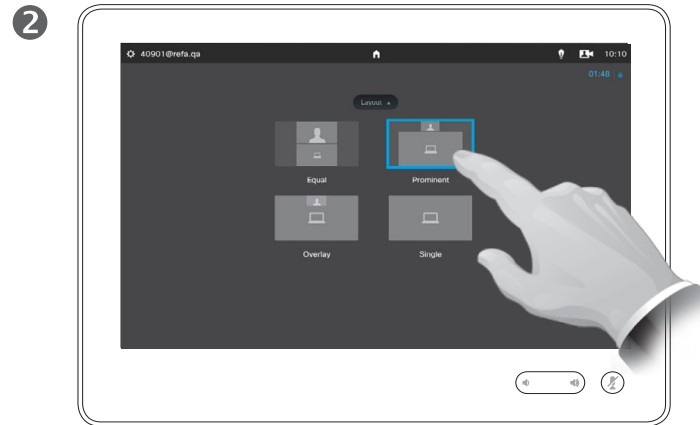 2
40901@refa.qa
10:10
01:48
Layout
Equal
Prominent
Overlay
Single